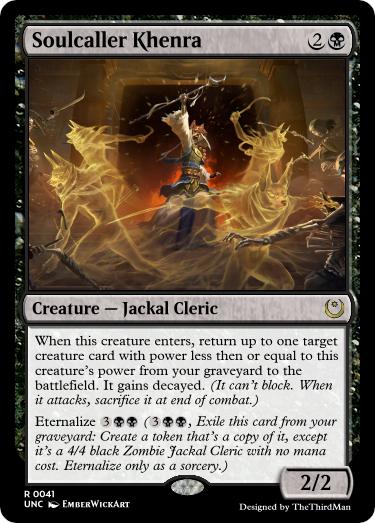 Soulcaller Khenra 2
Creature — Jackal Cleric
When this creature enters, return up to one target
creature card with power less then or equal to this
creature's power from your graveyard to the
battlefield. It gains decayed. (It can't block. When
it attacks, sacrifice it at end of combat.)
Eternalize 3 (3, Exile this card from your
graveyard: Create a token that's a copy of it, except
it's a 4/4 black Zombie Jackal Cleric with no mana
cost. Eternalize only as a sorcery.)
2/2
R 0041
UNC EmberWickArt
Designed by TheThirdMan